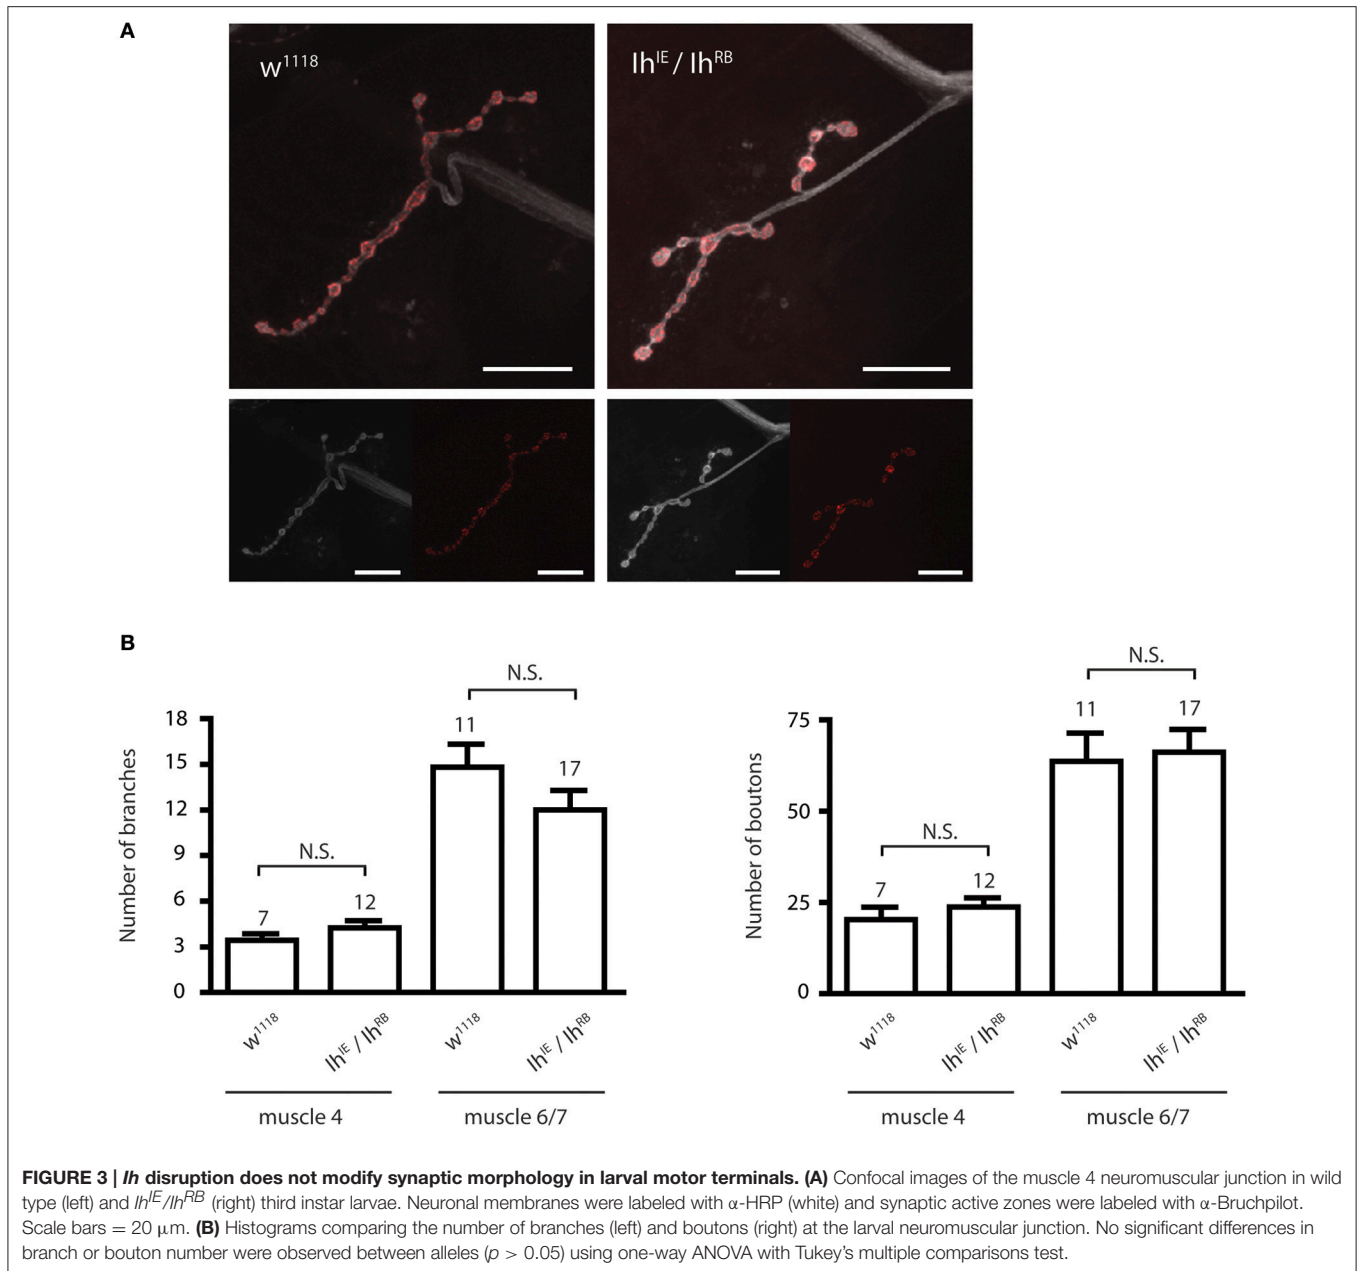 A
w¹¹¹⁸
Ihᴵᴱ / Ihᴿᴮ
B
N.S.
N.S.
11
17
7
12
18
15
12
9
6
3
0
Number of branches
w¹¹¹⁸
Ihᴵᴱ / Ihᴿᴮ
w¹¹¹⁸
Ihᴵᴱ / Ihᴿᴮ
muscle 4
muscle 6/7
N.S.
N.S.
11
17
7
12
75
50
25
0
Number of boutons
w¹¹¹⁸
Ihᴵᴱ / Ihᴿᴮ
w¹¹¹⁸
Ihᴵᴱ / Ihᴿᴮ
muscle 4
muscle 6/7
FIGURE 3 | Ih disruption does not modify synaptic morphology in larval motor terminals. (A) Confocal images of the muscle 4 neuromuscular junction in wild
type (left) and Ihᴵᴱ/Ihᴿᴮ (right) third instar larvae. Neuronal membranes were labeled with α-HRP (white) and synaptic active zones were labeled with α-Bruchpilot.
Scale bars = 20 μm. (B) Histograms comparing the number of branches (left) and boutons (right) at the larval neuromuscular junction. No significant differences in
branch or bouton number were observed between alleles (p > 0.05) using one-way ANOVA with Tukey's multiple comparisons test.